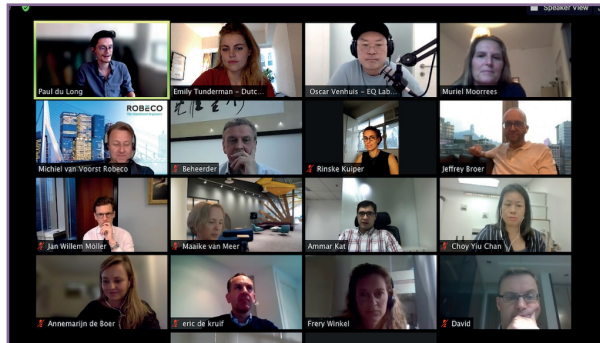 Speaker View
Paul du Long
Emily Tunderman – Dutc...
Oscar Venhuis – EQ Lab...
Muriel Moorrees
ROBECO
Michiel van Voorst Robeco
Beheerder
Rinske Kuiper
Jeffrey Broer
Jan Willem Möller
Maaike van Meer
Ammar Kat
Choy Yiu Chan
Annemarijn de Boer
eric de kruif
Frery Winkel
David